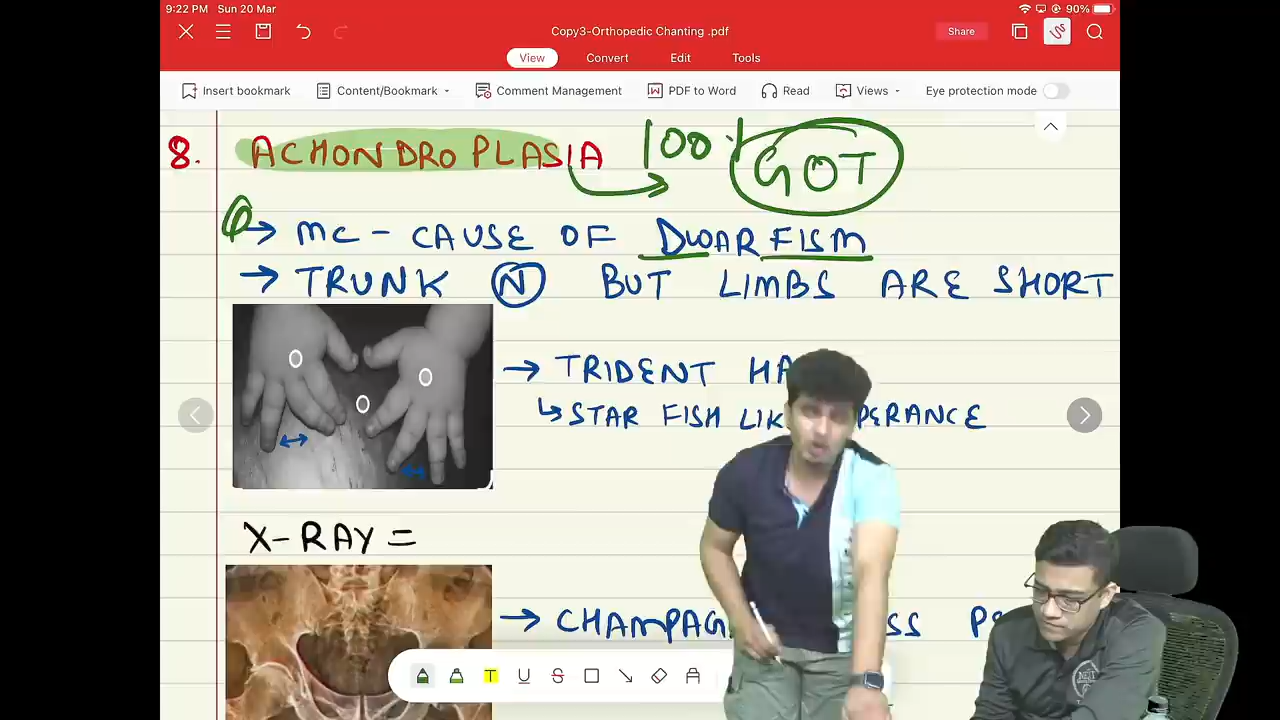 9:22 PM Sun 20 Mar 90%
Copy3-Orthopedic Chanting .pdf
Share
View Convert Edit Tools
Insert bookmark Content/Bookmark Comment Management PDF to Word Read Views Eye protection mode
8. ACHONDROPLASIA 100% GOT
→ MC - CAUSE OF DWARFISM
→ TRUNK N BUT LIMBS ARE SHORT
→ TRIDENT HA
↳ STAR FISH LIK PERANCE
X-RAY =
→ CHAMPAG SS
T U S A